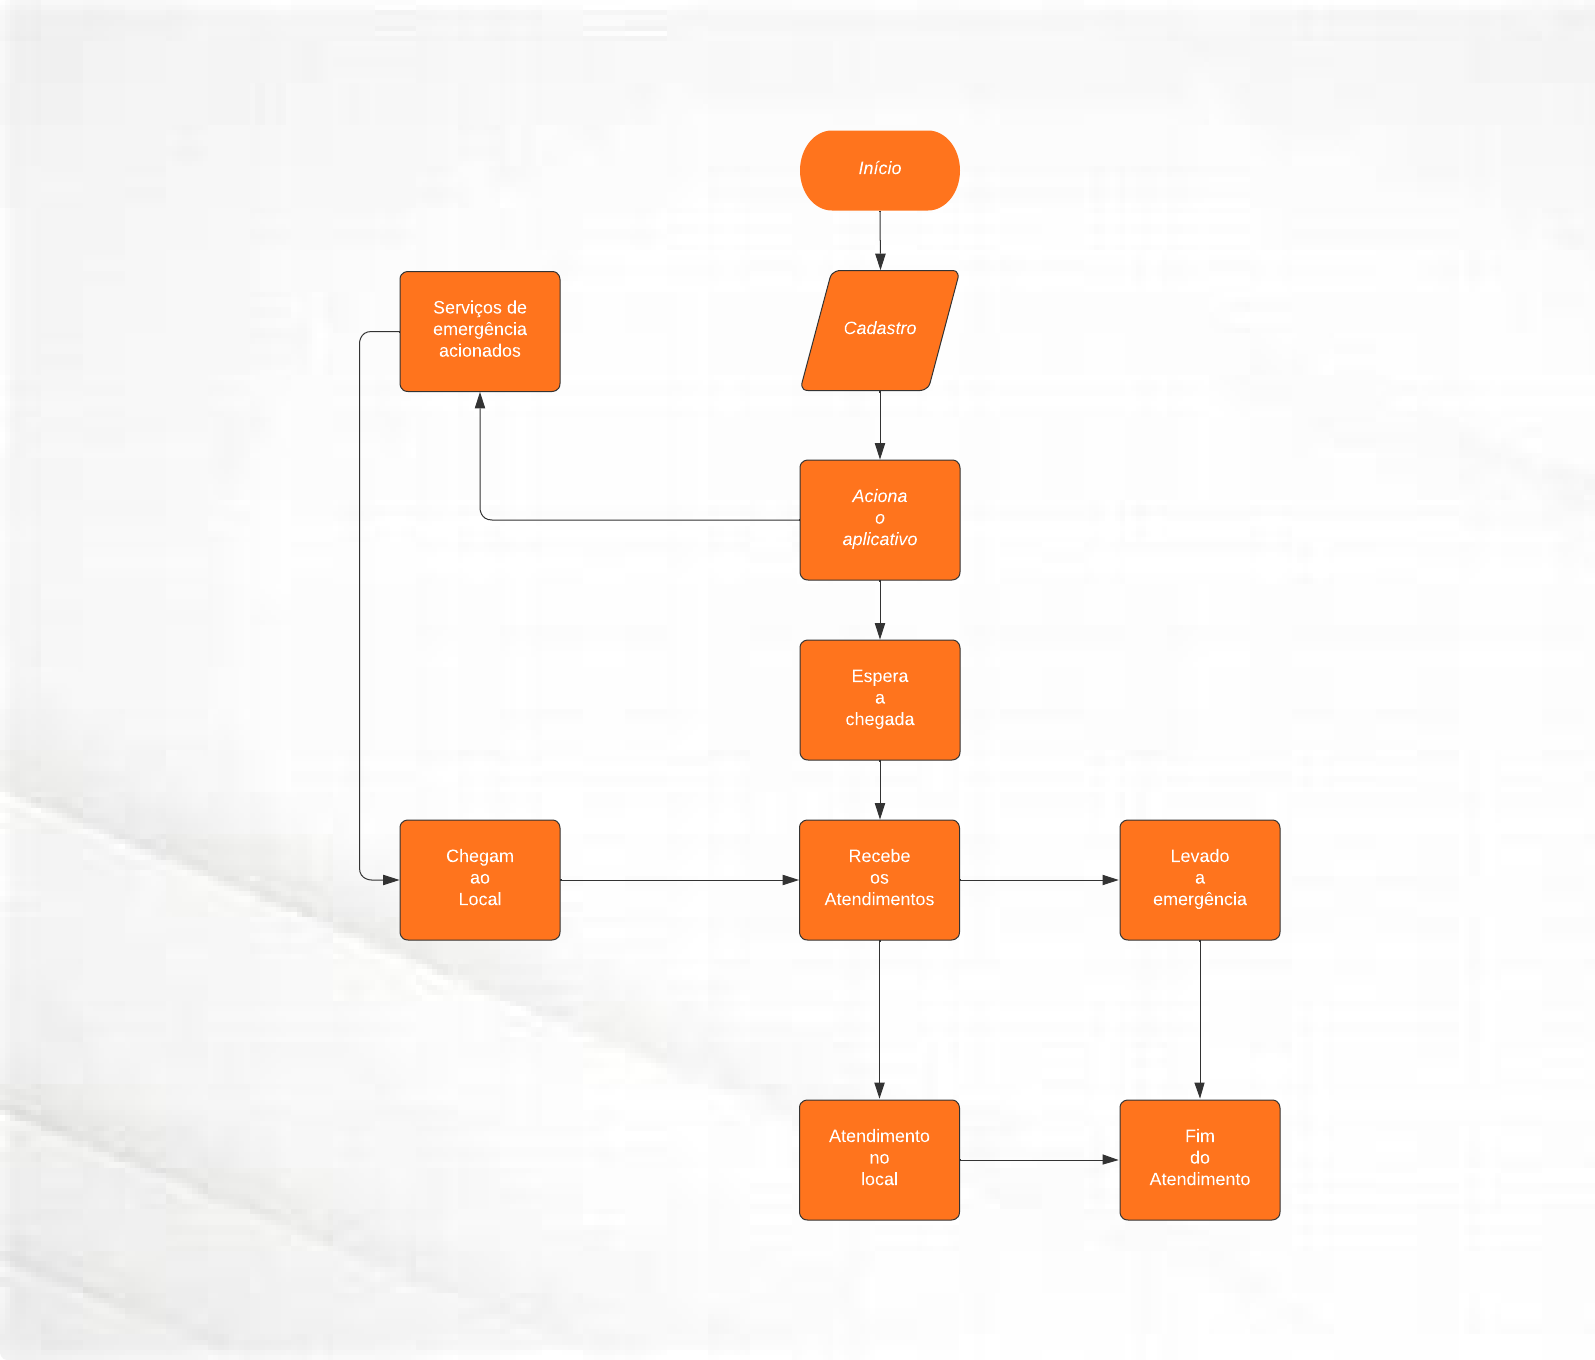 Início
Serviços de
emergência
acionados
Cadastro
Aciona
o
aplicativo
Espera
a
chegada
Chegam
ao
Local
Recebe
os
Atendimentos
Levado
a
emergência
Atendimento
no
local
Fim
do
Atendimento